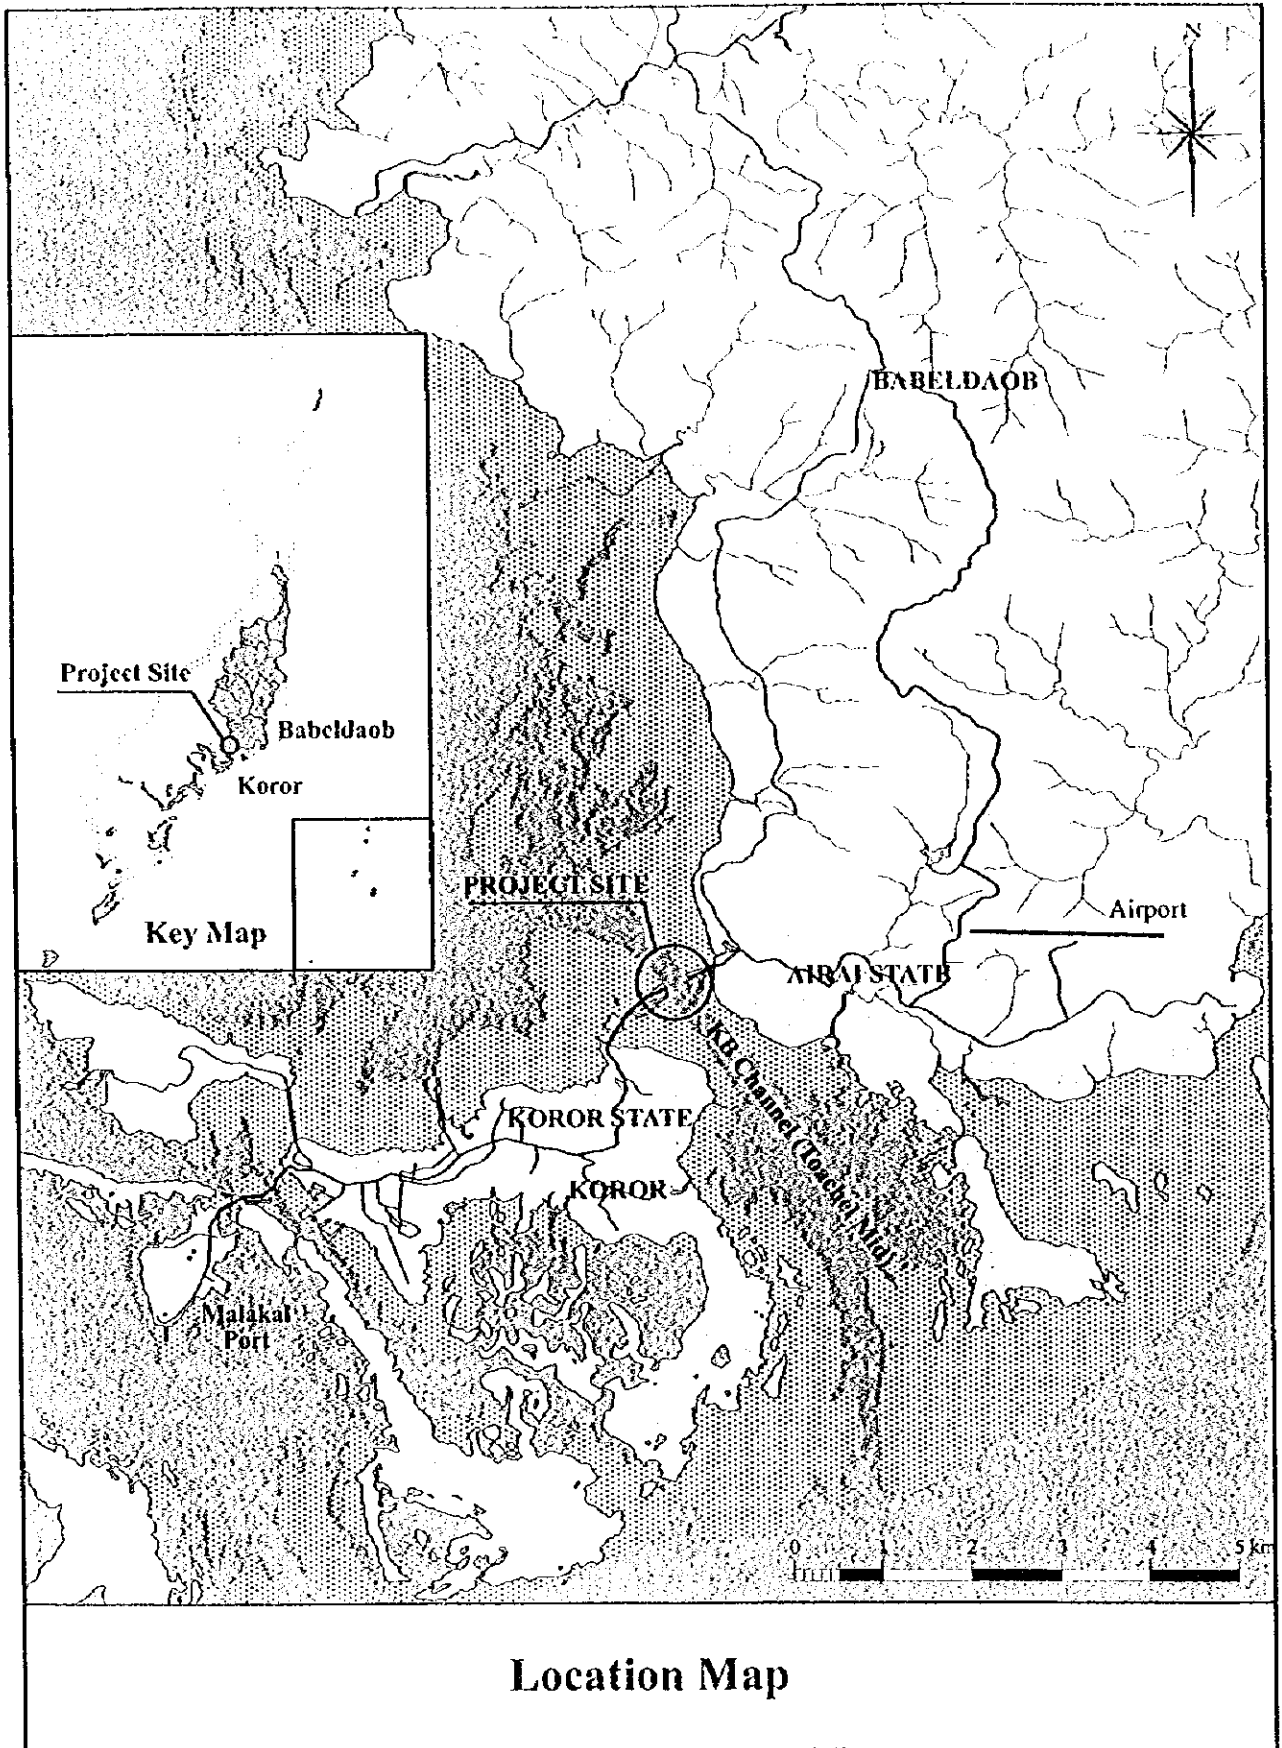 N
BABELDAOB
Project Site
Babeldaob
Koror
PROJECT SITE
Airport
Key Map
AIRAI STATE
KB Channel (Toachel Mid)
KOROR STATE
KOROR
Malakal
Port
0 1 2 3 4 5 km
Location Map